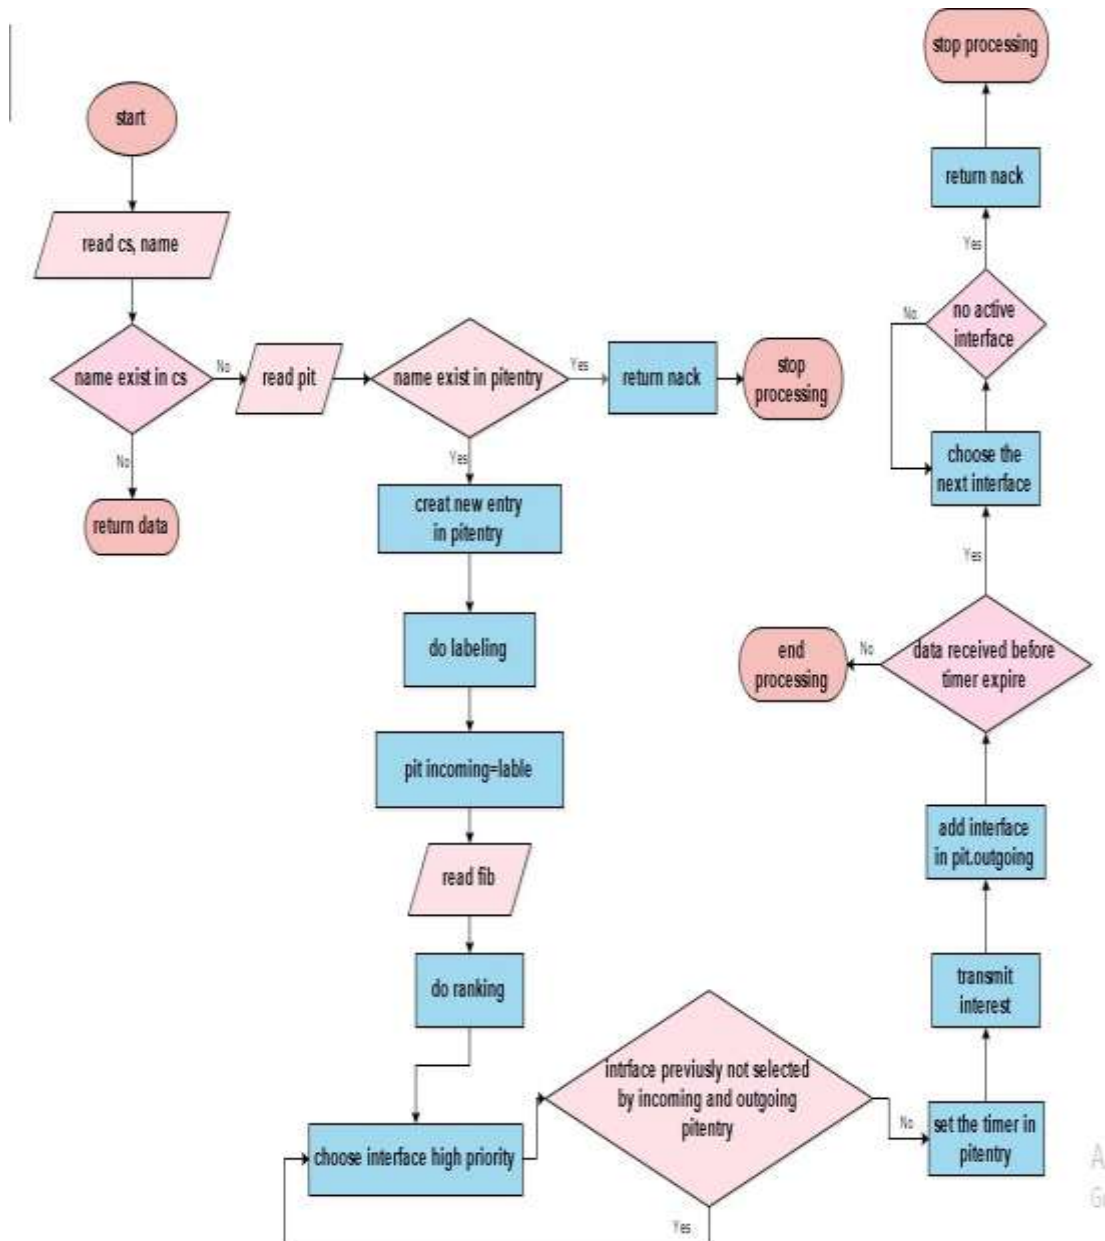 start
read cs, name
name exist in cs
No
No
return data
read pit
name exist in pitentry
Yes
return nack
stop
processing
Yes
creat new entry
in pitentry
do labeling
pit incoming=lable
read fib
do ranking
choose interface high priority
intrface previusly not selected
by incoming and outgoing
pitentry
Yes
No
set the timer in
pitentry
transmit
interest
add interface
in pit.outgoing
data received before
timer expire
No
end
processing
Yes
choose the
next interface
no active
interface
No
Yes
return nack
stop processing